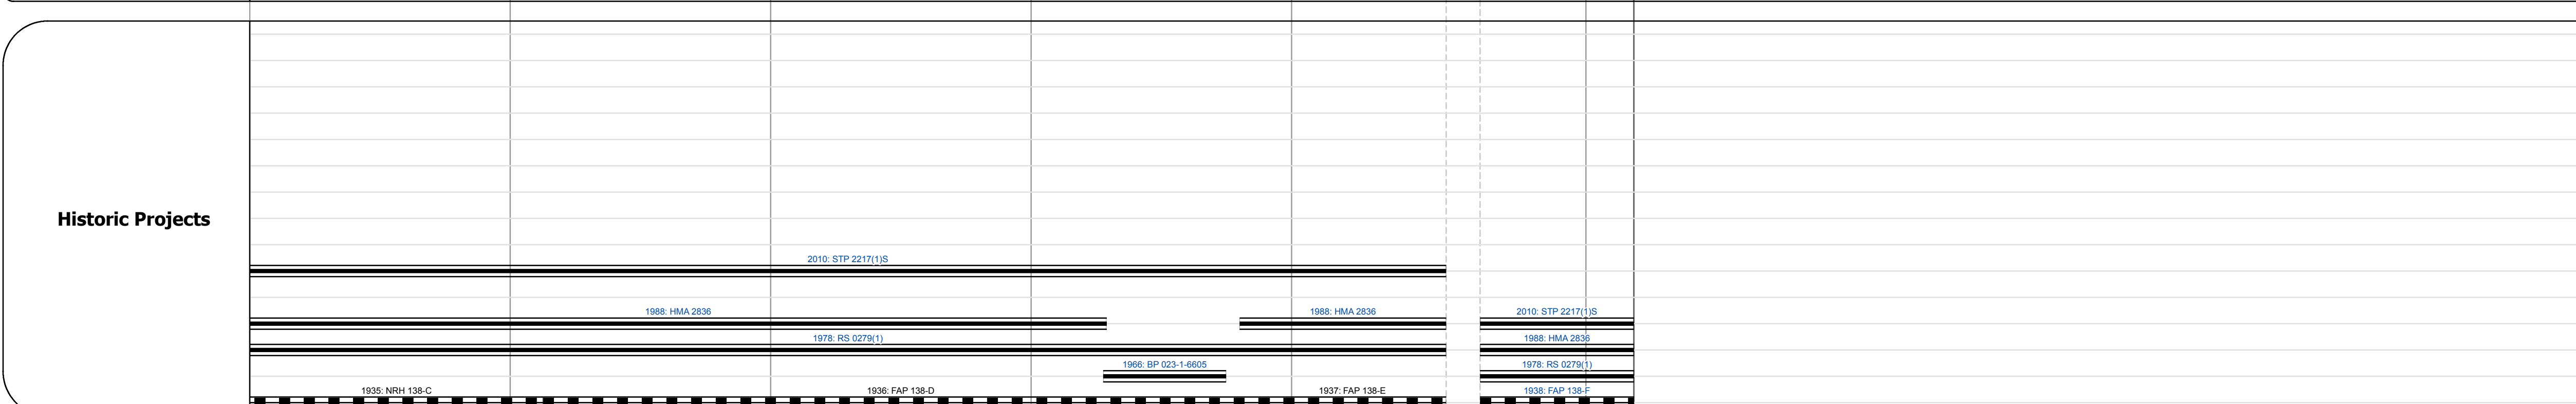 Historic Projects
2010: STP 2217(1)S
1988: HMA 2836
1988: HMA 2836
2010: STP 2217(1)S
1978: RS 0279(1)
1988: HMA 2836
1966: BP 023-1-6605
1978: RS 0279(1)
1935: NRH 138-C
1936: FAP 138-D
1937: FAP 138-E
1938: FAP 138-F